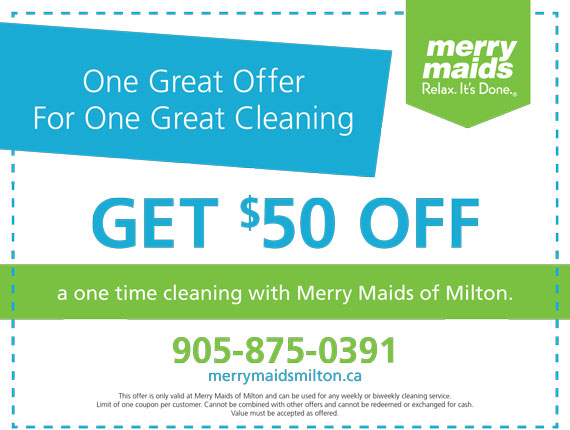 merry
maids
Relax. It's Done.®
One Great Offer
For One Great Cleaning
GET $50 OFF
a one time cleaning with Merry Maids of Milton.
905-875-0391
merrymaidsmilton.ca
This offer is only valid at Merry Maids of Milton and can be used for any weekly or biweekly cleaning service.
Limit of one coupon per customer. Cannot be combined with other offers and cannot be redeemed or exchanged for cash.
Value must be accepted as offered.